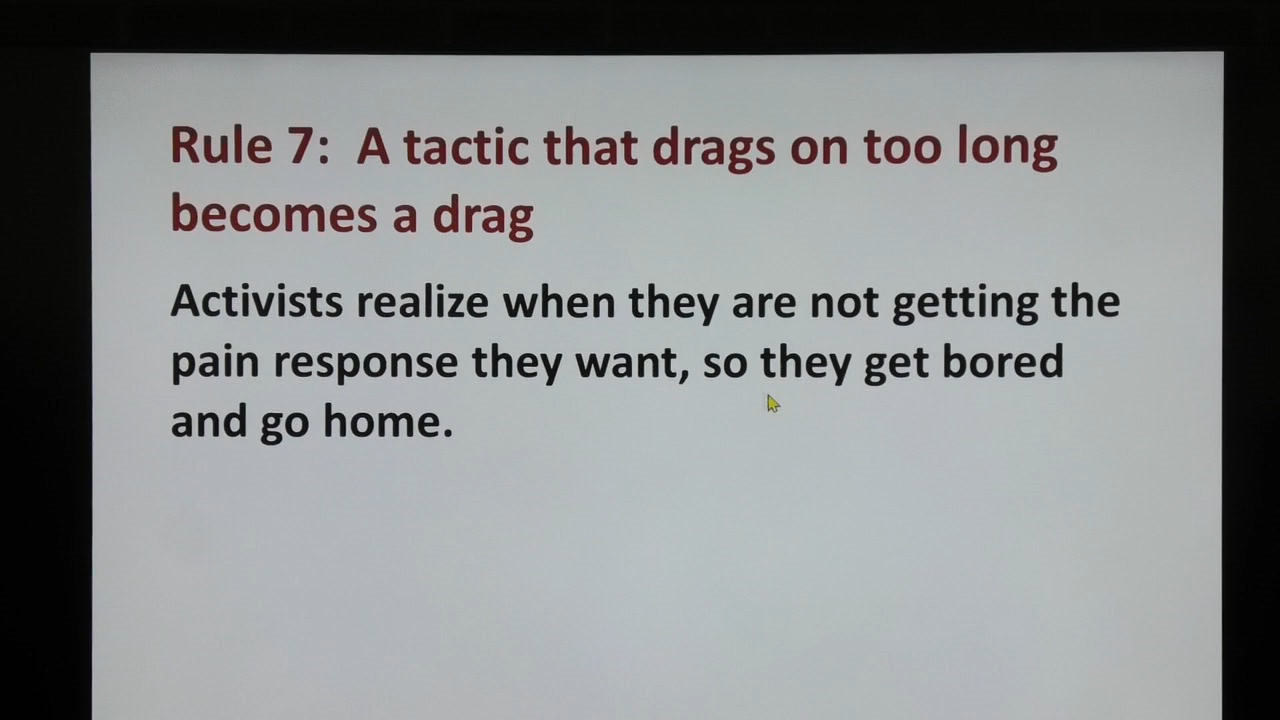 Rule 7:  A tactic that drags on too long
becomes a drag
Activists realize when they are not getting the
pain response they want, so they get bored
and go home.